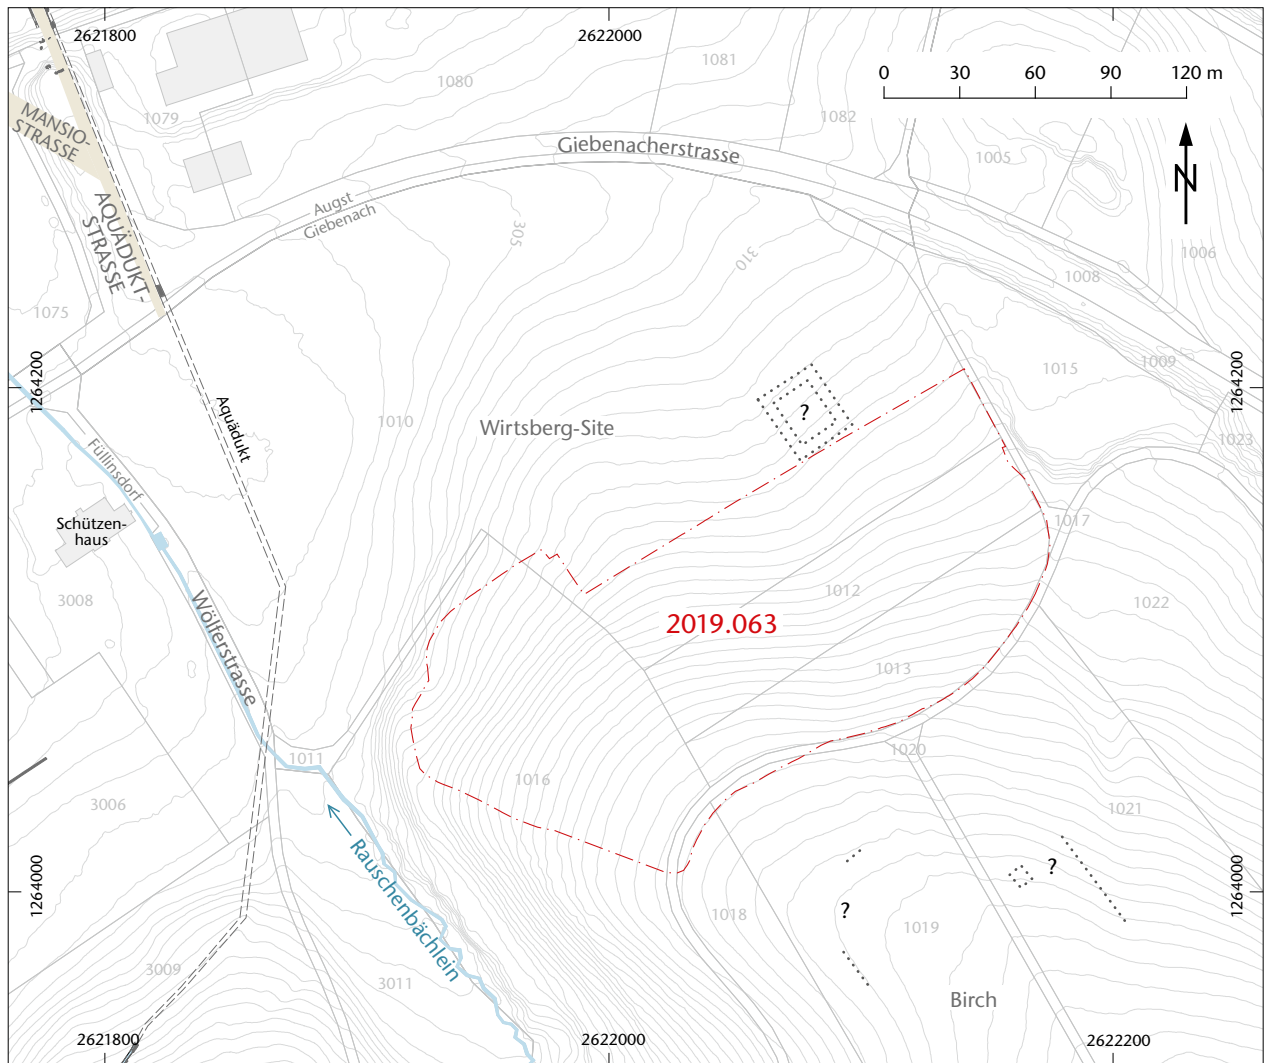 2621800
2622000
0 30 60 90 120 m
N
1079
1080
1081
1082
1005
1006
1008
1009
MANSIO-
STRASSE
AQUÄDUKT-
STRASSE
Giebenacherstrasse
Augst
Giebenach
305
310
1075
1264200
1264200
1015
1023
1010
Wirtsberg-Site
?
Aquädukt
Füllinsdorf
Schützen-
haus
1017
3008
1012
1022
2019.063
Wölferstrasse
1013
1011
1020
1016
3006
1021
Rauschenbächlein
?
1264000
1264000
?
1018
1019
3009
3011
Birch
2621800
2622000
2622200